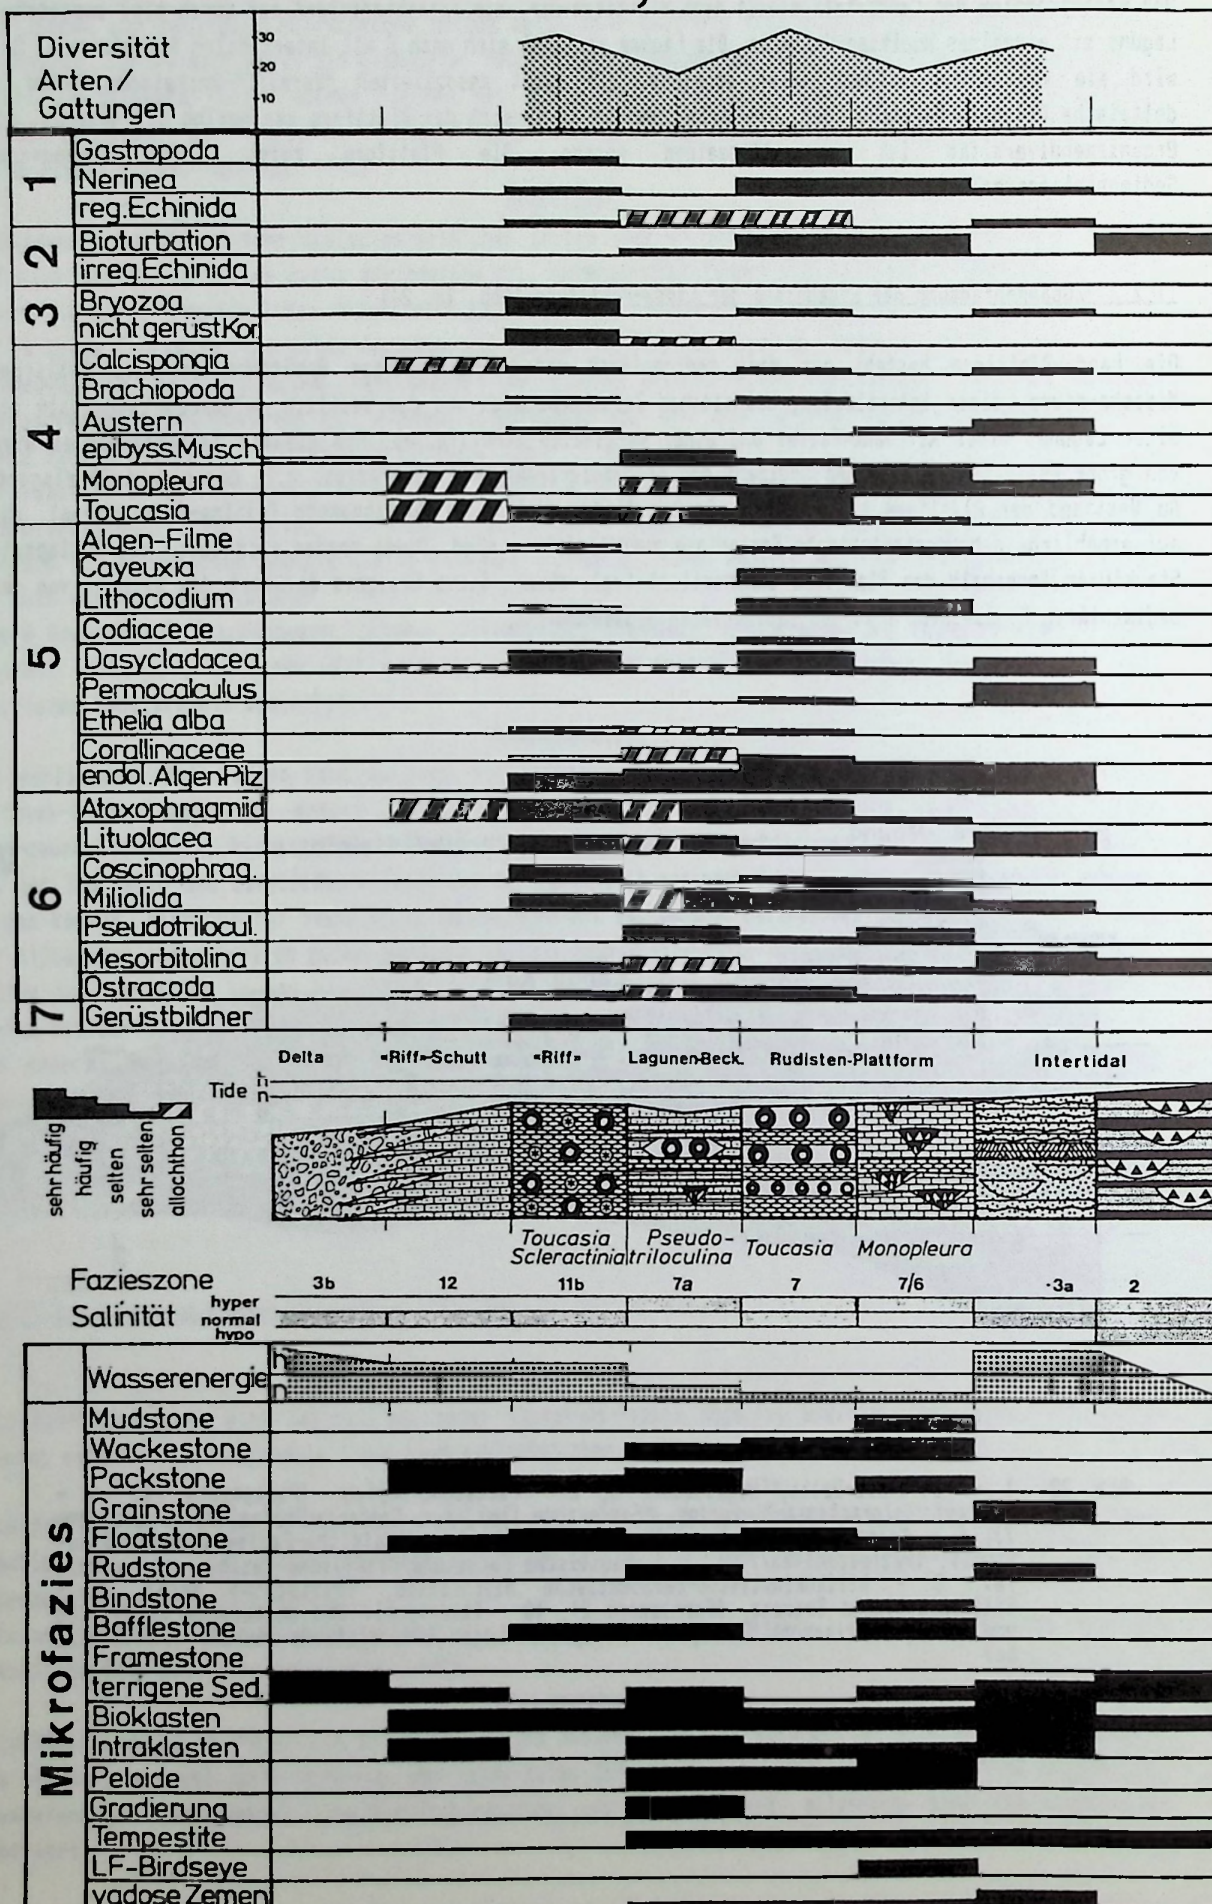 Diversität
Arten/
Gattungen
30
20
10
1
Gastropoda
Nerinea
reg.Echinida
2
Bioturbation
irreg.Echinida
3
Bryozoa
nicht gerüst.Kor.
4
Calcispongia
Brachiopoda
Austern
epibyss.Musch
Monopleura
Toucasia
5
Algen-Filme
Cayeuxia
Lithocodium
Codiaceae
Dasycladacea
Permocalculus
Ethelia alba
Corallinaceae
endol.Algen-Pilz
6
Ataxophragmiid
Lituolacea
Coscinophrag.
Miliolida
Pseudotrilocul.
Mesorbitolina
Ostracoda
7
Gerüstbildner
Delta «Riff»-Schutt «Riff» Lagunen-Beck. Rudisten-Plattform Intertidal
Tide h
n
sehr häufig
häufig
selten
sehr selten
allochthon
Toucasia Pseudo- Toucasia Monopleura
Scleractinia triloculina
Fazieszone 3b 12 11b 7a 7 7/6 3a 2
Salinität hyper
normal
hypo
Wasserenergie h
n
Mikrofazies
Mudstone
Wackestone
Packstone
Grainstone
Floatstone
Rudstone
Bindstone
Bafflestone
Framestone
terrigene Sed.
Bioklasten
Intraklasten
Peloide
Gradierung
Tempestite
LF-Birdseye
vadose Zemen